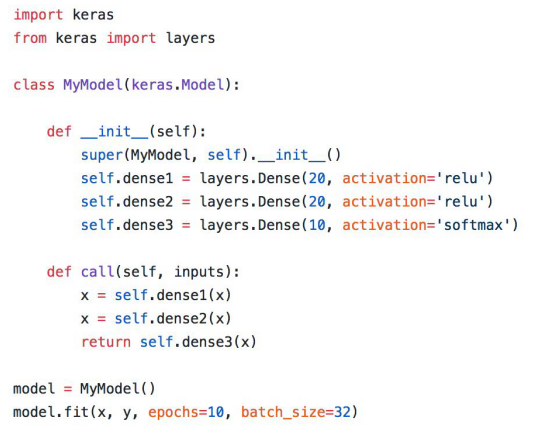 import keras
from keras import layers
class MyModel(keras.Model):
def __init__(self):
super(MyModel, self).__init__()
self.dense1 = layers.Dense(20, activation='relu')
self.dense2 = layers.Dense(20, activation='relu')
self.dense3 = layers.Dense(10, activation='softmax')
def call(self, inputs):
x = self.dense1(x)
x = self.dense2(x)
return self.dense3(x)
model = MyModel()
model.fit(x, y, epochs=10, batch_size=32)